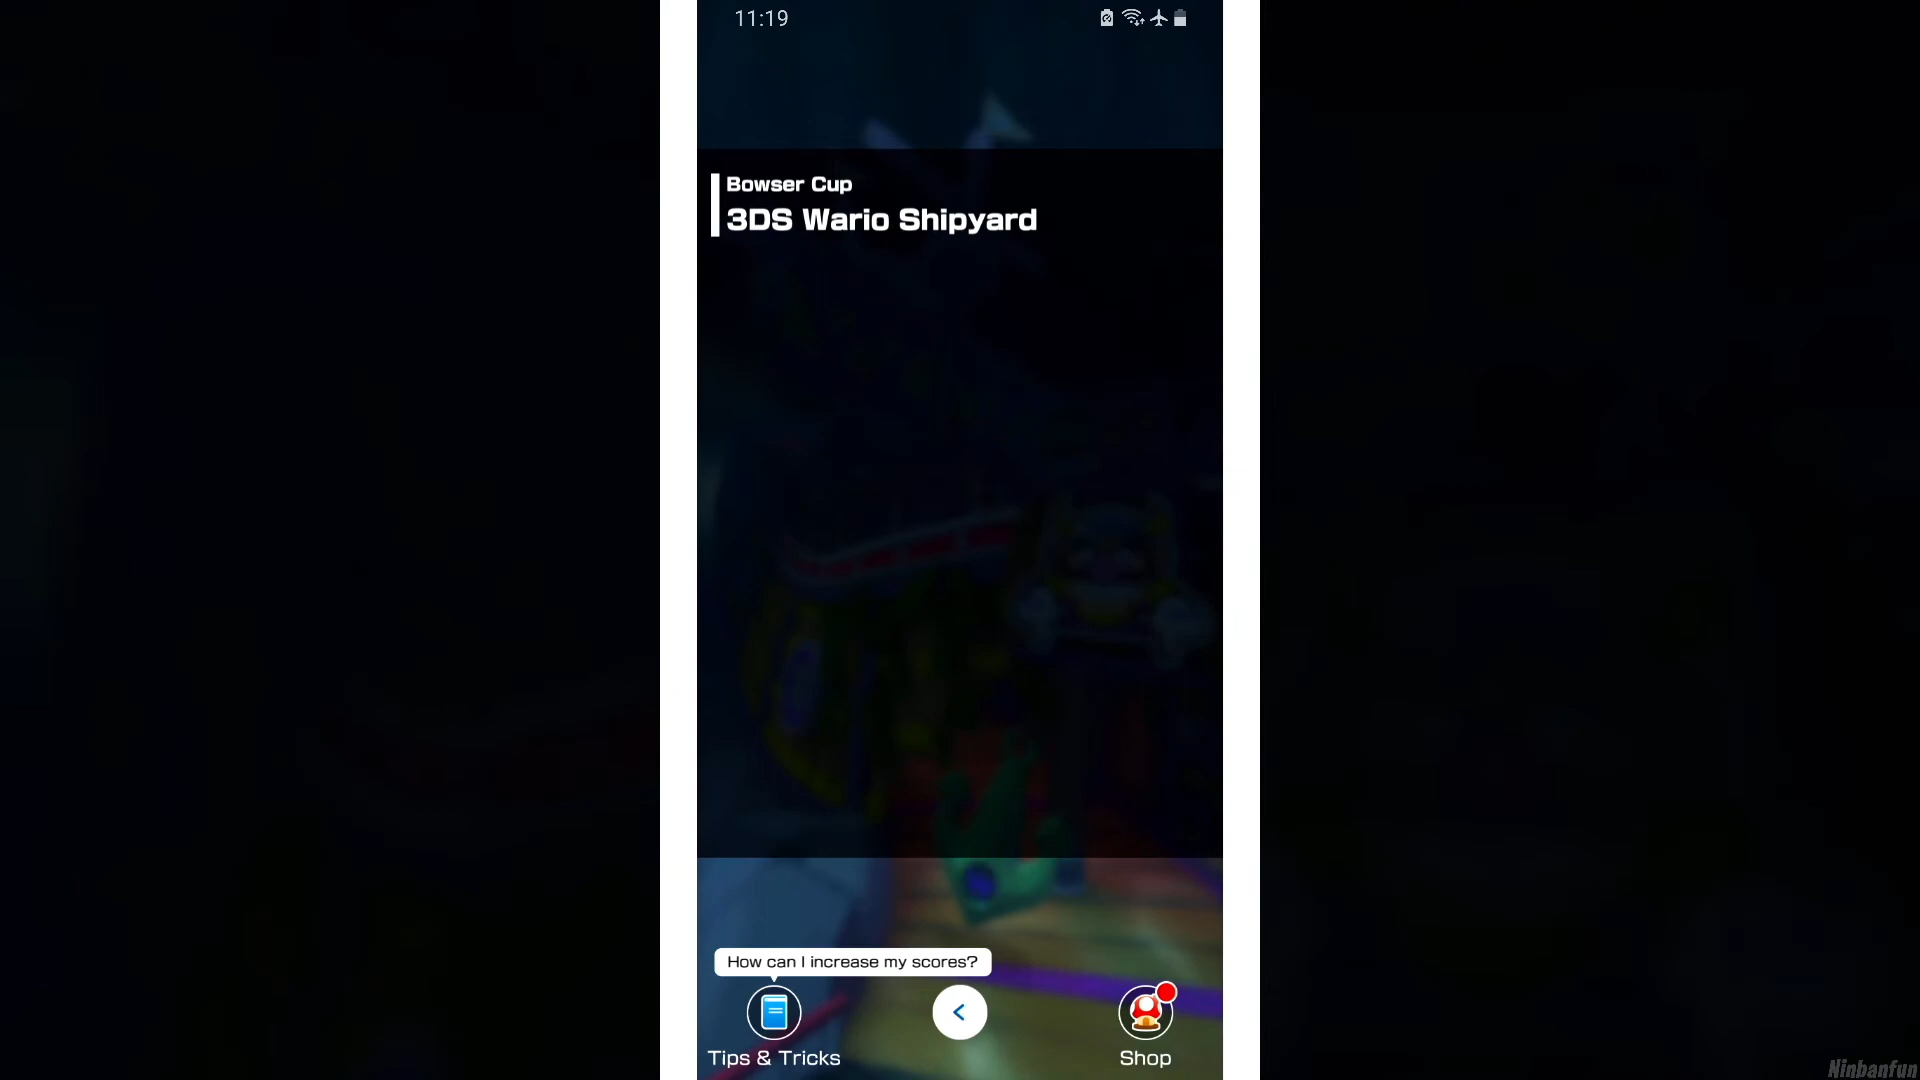 11:19
Bowser Cup
3DS Wario Shipyard
How can I increase my scores?
Tips & Tricks
Shop
Ninbanfun